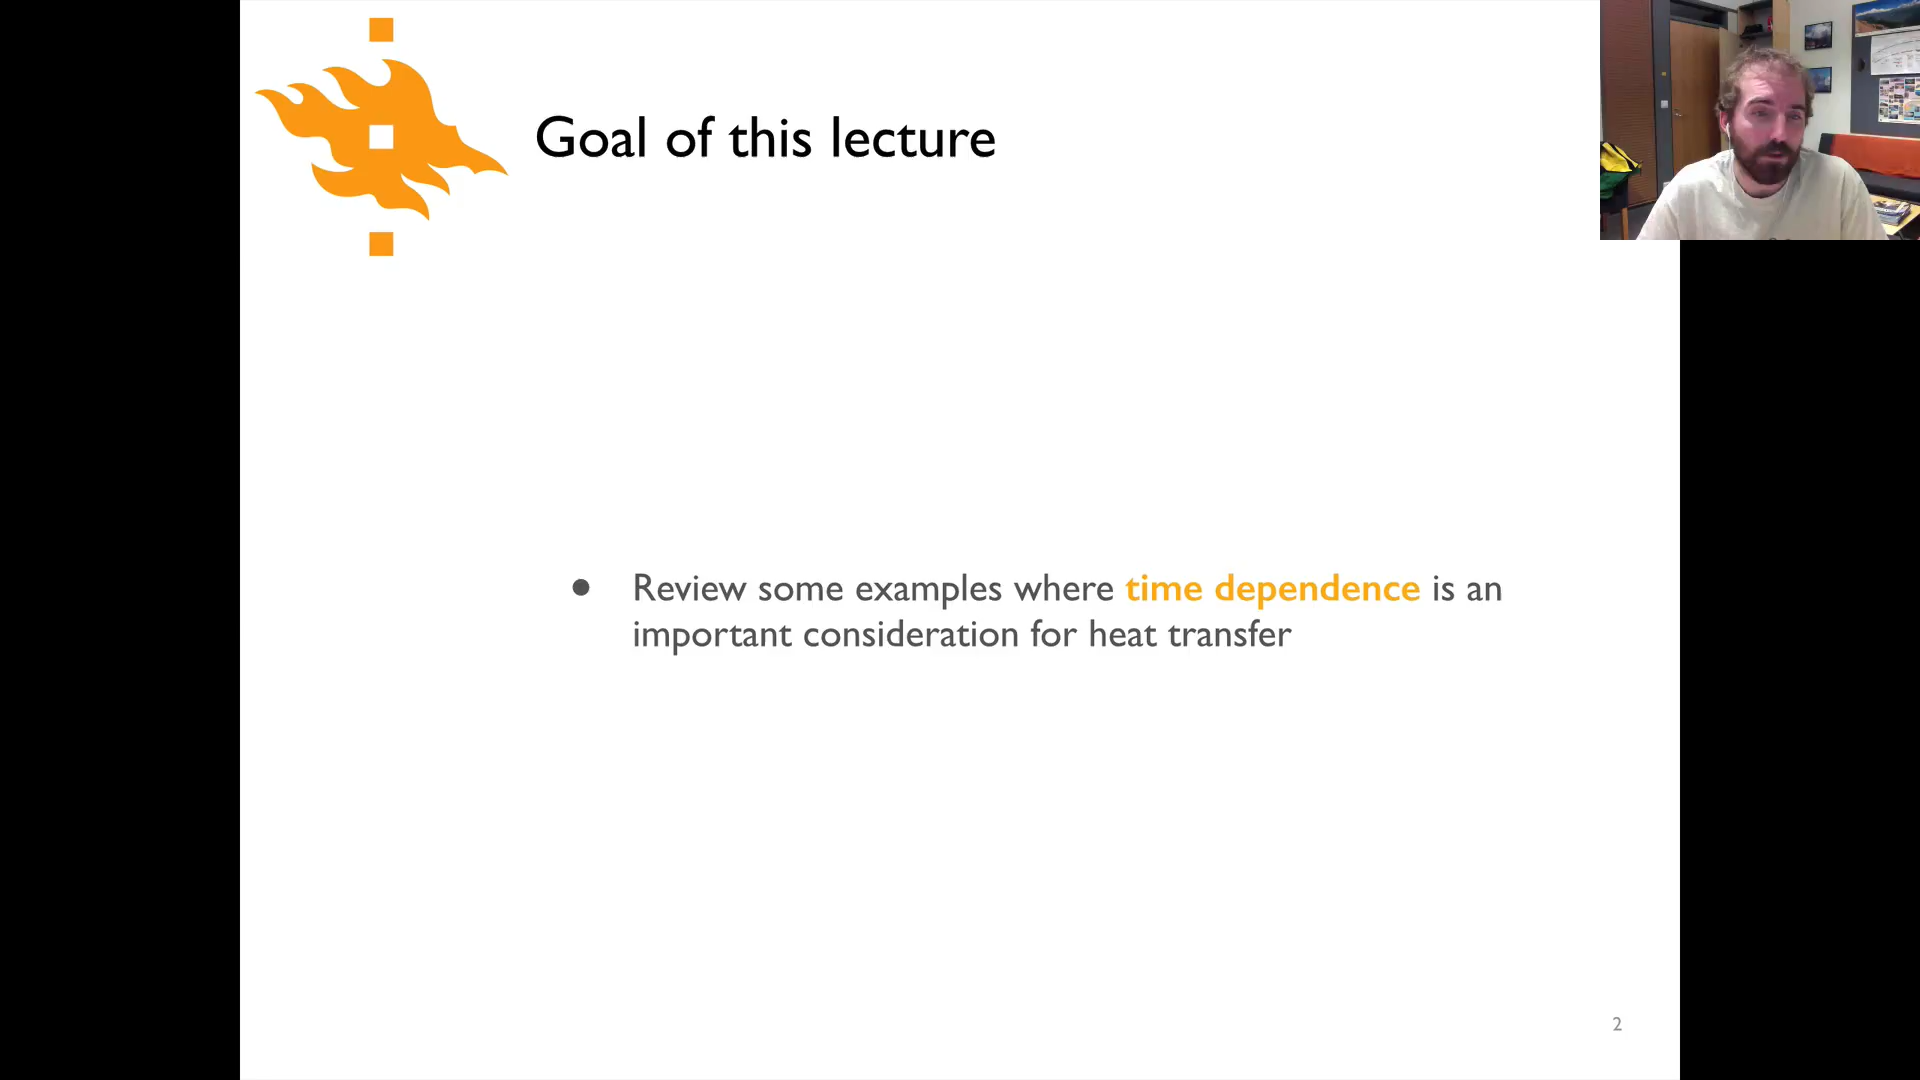 Goal of this lecture
● Review some examples where time dependence is an
important consideration for heat transfer
2